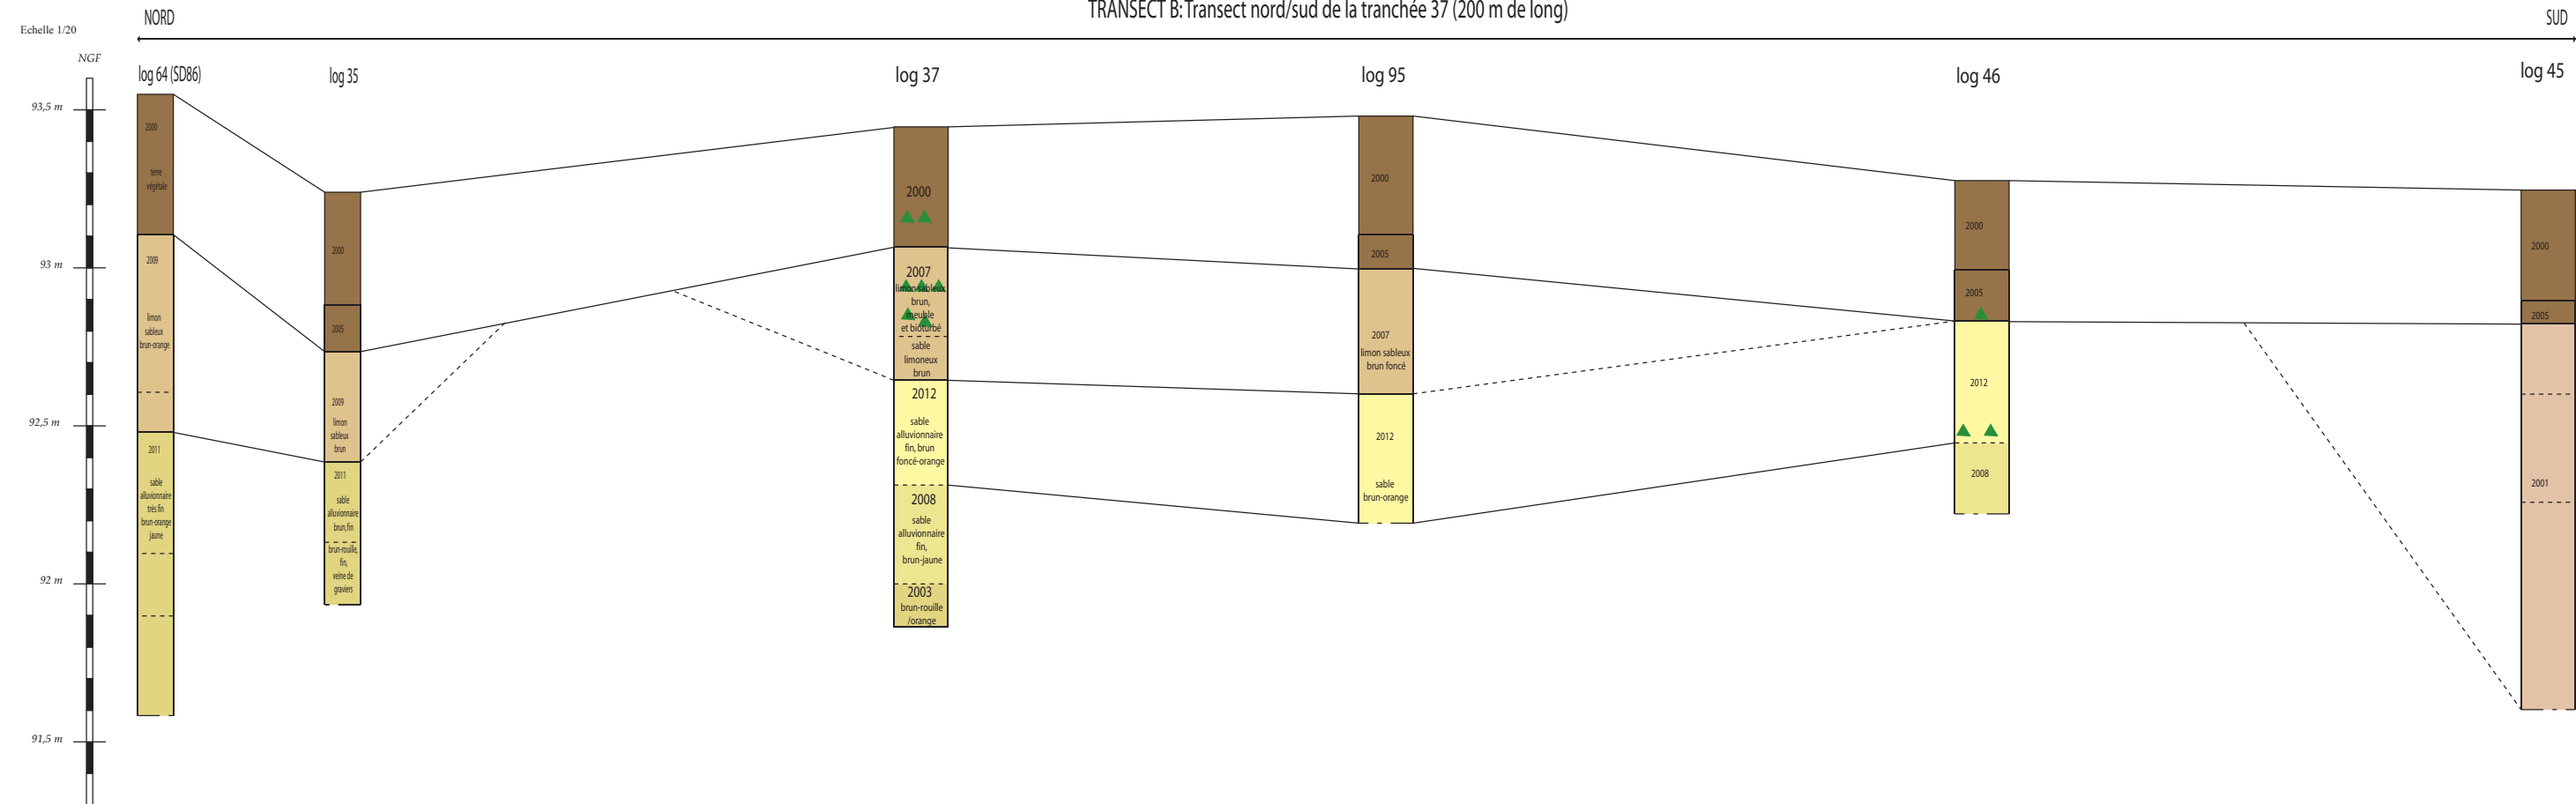 TRANSECT B: Transect nord/sud de la tranchée 37 (200 m de long)
NORD
SUD
Echelle 1/20
NGF
93,5 m
93 m
92,5 m
92 m
91,5 m
log 64 (SD86)
2000
terre
végétale
2009
limon
sableux
brun-orange
2011
sable
alluvionnaire
très fin
brun-orange
jaune
log 35
2000
2005
2009
limon
sableux
brun
2011
sable
alluvionnaire
brun,fin
brun-rouille,
fin,
veine de
graviers
log 37
2000
2007
limon sableux
brun,
meuble
et bioturbé
sable
limoneux
brun
2012
sable
alluvionnaire
fin, brun
foncé-orange
2008
sable
alluvionnaire
fin,
brun-jaune
2003
brun-rouille
/orange
log 95
2000
2005
2007
limon sableux
brun foncé
2012
sable
brun-orange
log 46
2000
2005
2012
2008
log 45
2000
2005
2001